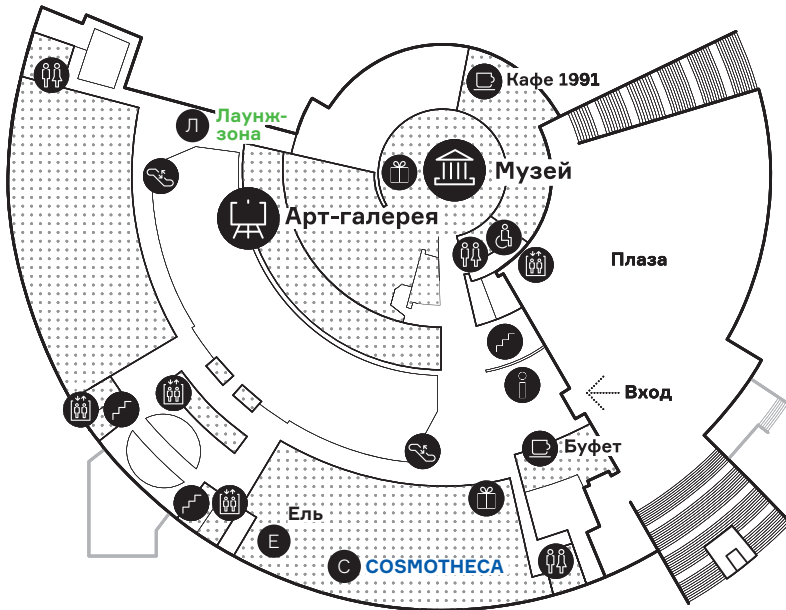 Кафе 1991
Лаунж-
зона
Л
Музей
Арт-галерея
Плаза
Вход
Буфет
Ель
Е
С
COSMOTHECA